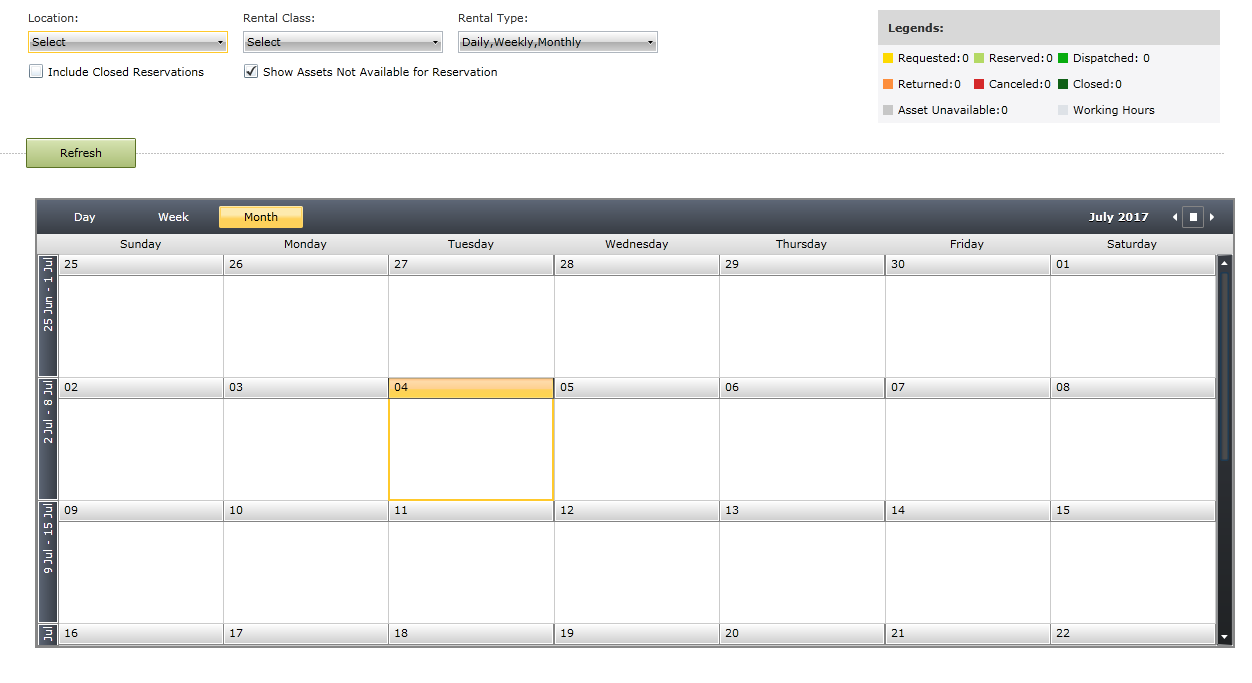 Location: Rental Class: Rental Type:
Select Select Daily,Weekly,Monthly
Include Closed Reservations Show Assets Not Available for Reservation
Legends:
Requested:0 Reserved:0 Dispatched: 0
Returned:0 Canceled:0 Closed:0
Asset Unavailable:0 Working Hours
Refresh
Day Week Month July 2017
Sunday Monday Tuesday Wednesday Thursday Friday Saturday
25 Jun - 1 Jul
25 26 27 28 29 30 01
2 Jul - 8 Jul
02 03 04 05 06 07 08
9 Jul - 15 Jul
09 10 11 12 13 14 15
Jul
16 17 18 19 20 21 22